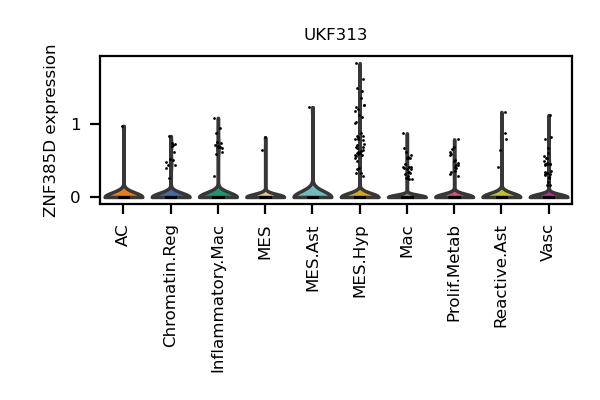 UKF313
ZNF385D expression
1
0
AC
Chromatin.Reg
Inflammatory.Mac
MES
MES.Ast
MES.Hyp
Mac
Prolif.Metab
Reactive.Ast
Vasc